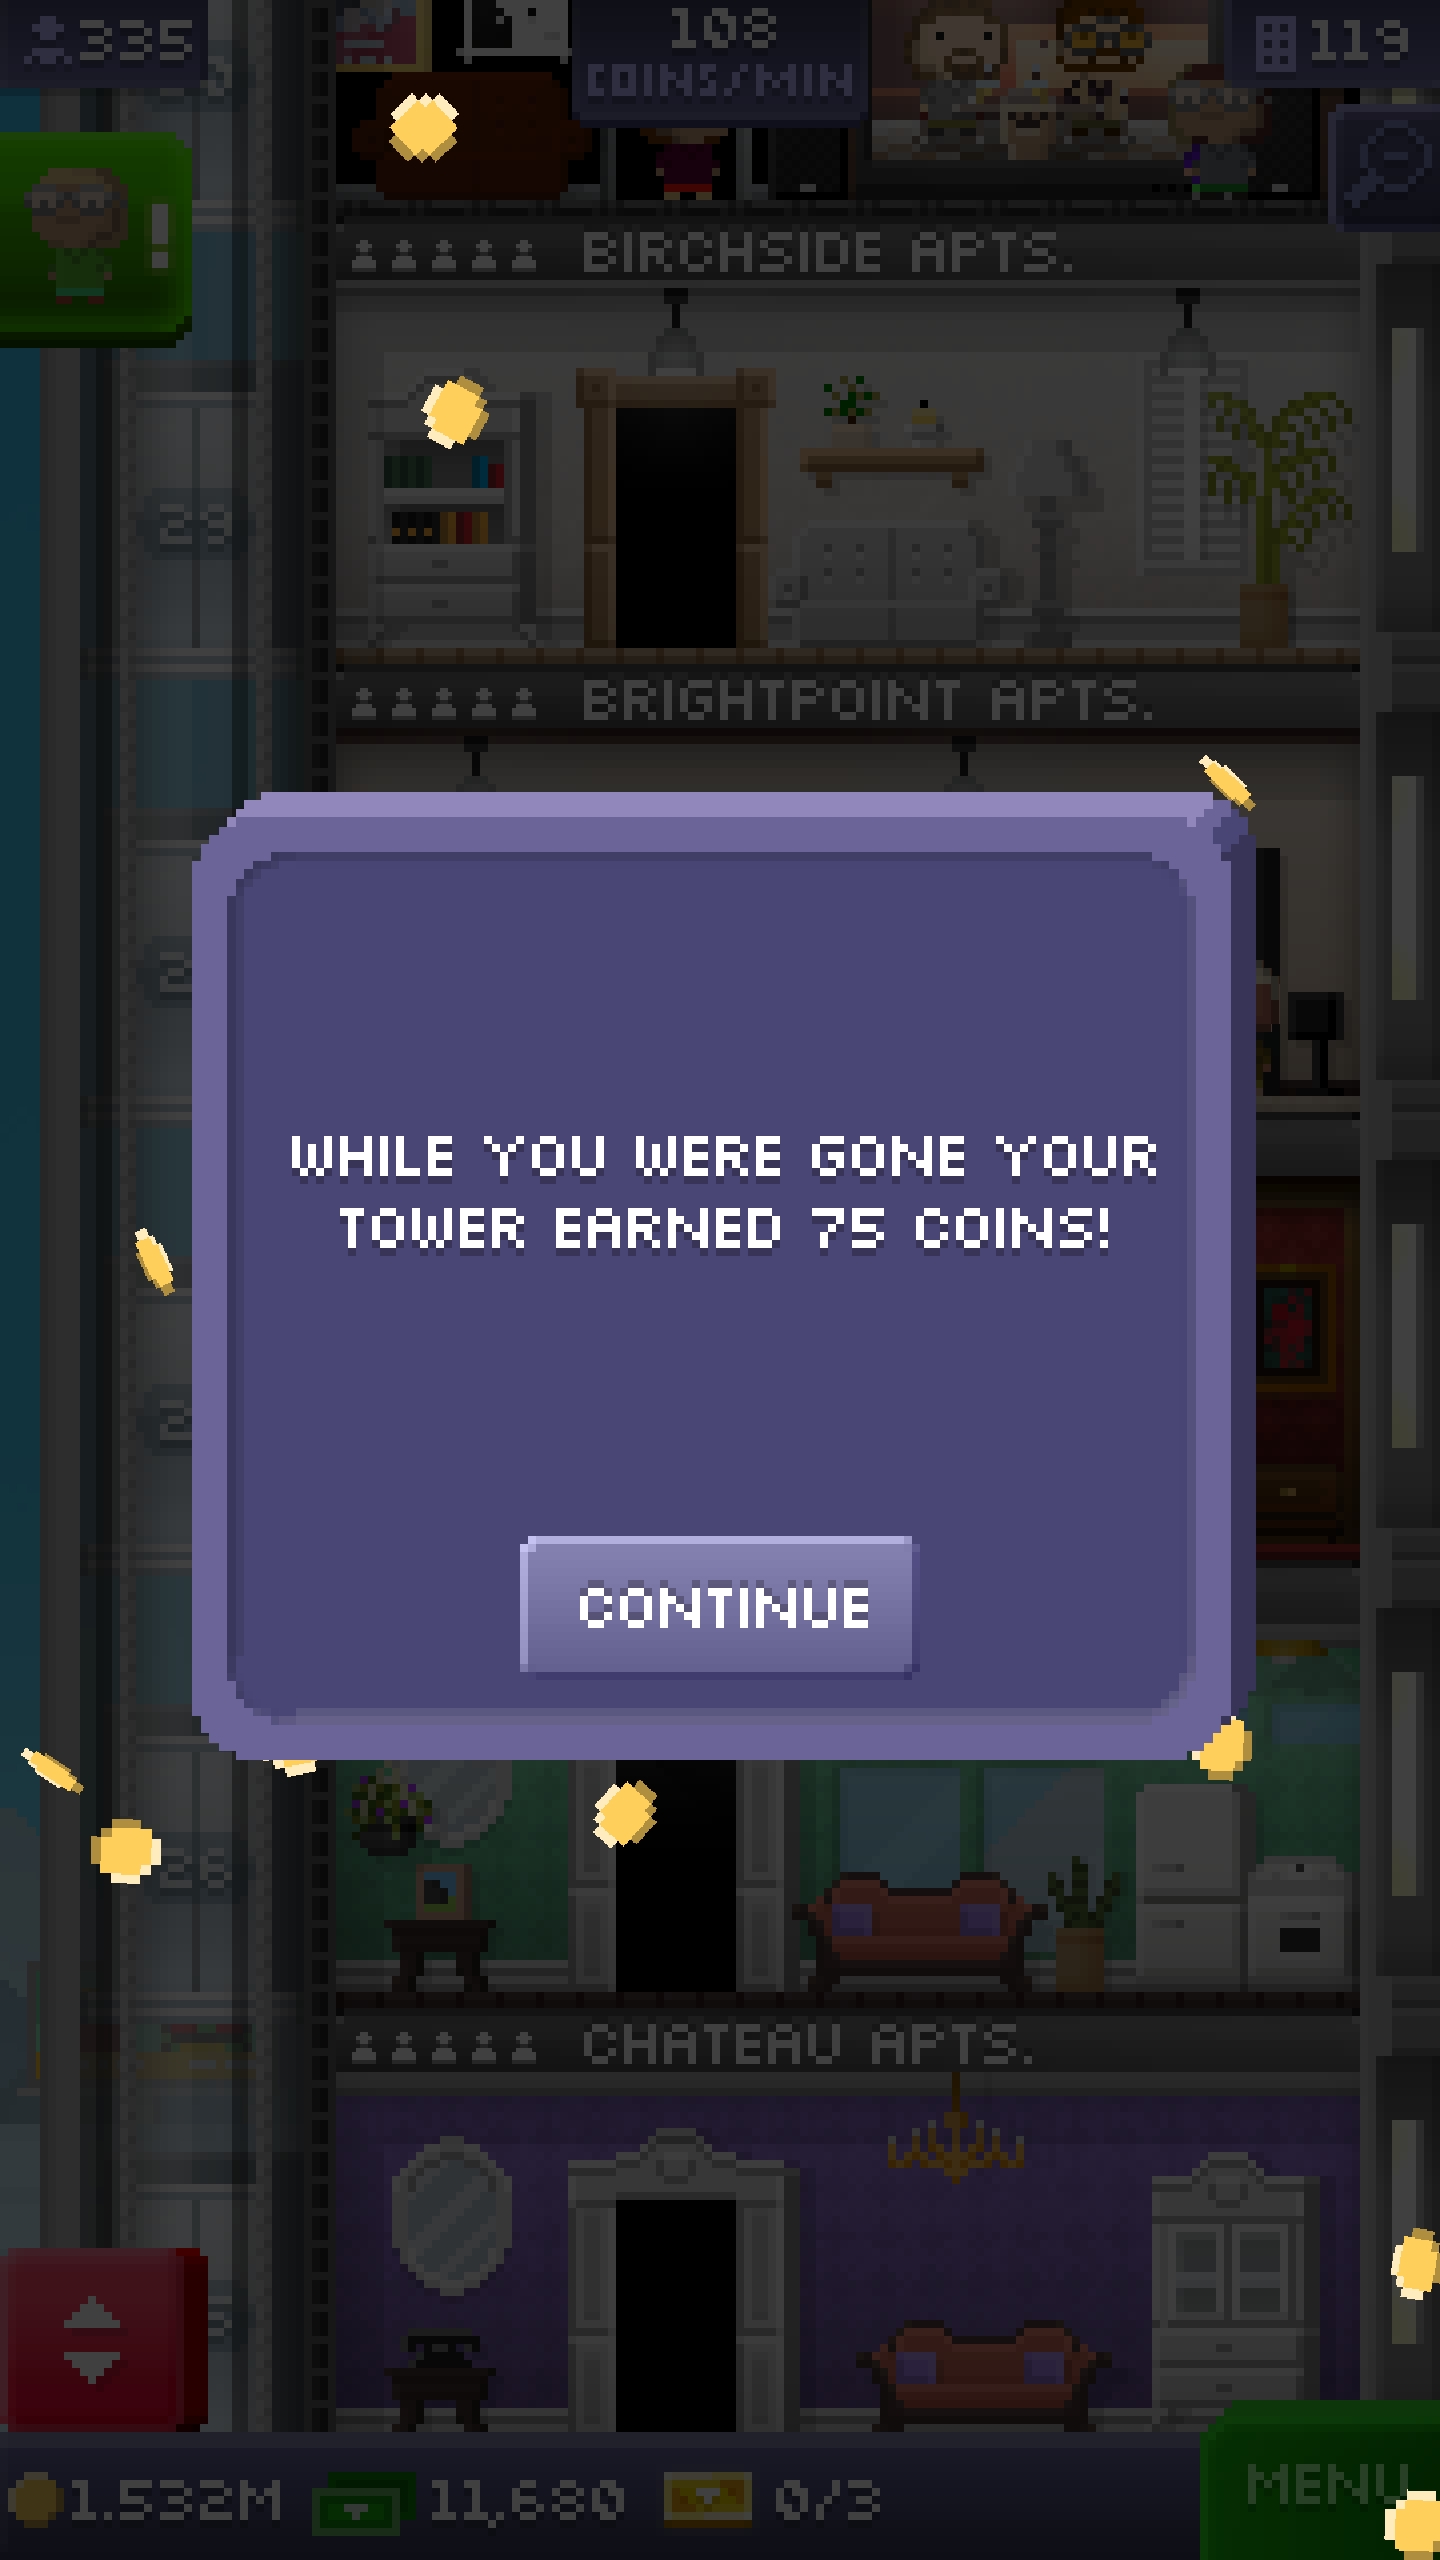 335
108
COINS/MIN
119
BIRCHSIDE APTS.
BRIGHTPOINT APTS.
WHILE YOU WERE GONE YOUR
TOWER EARNED 75 COINS!
CONTINUE
CHATEAU APTS.
1.532M
11,680
0/3
MENU